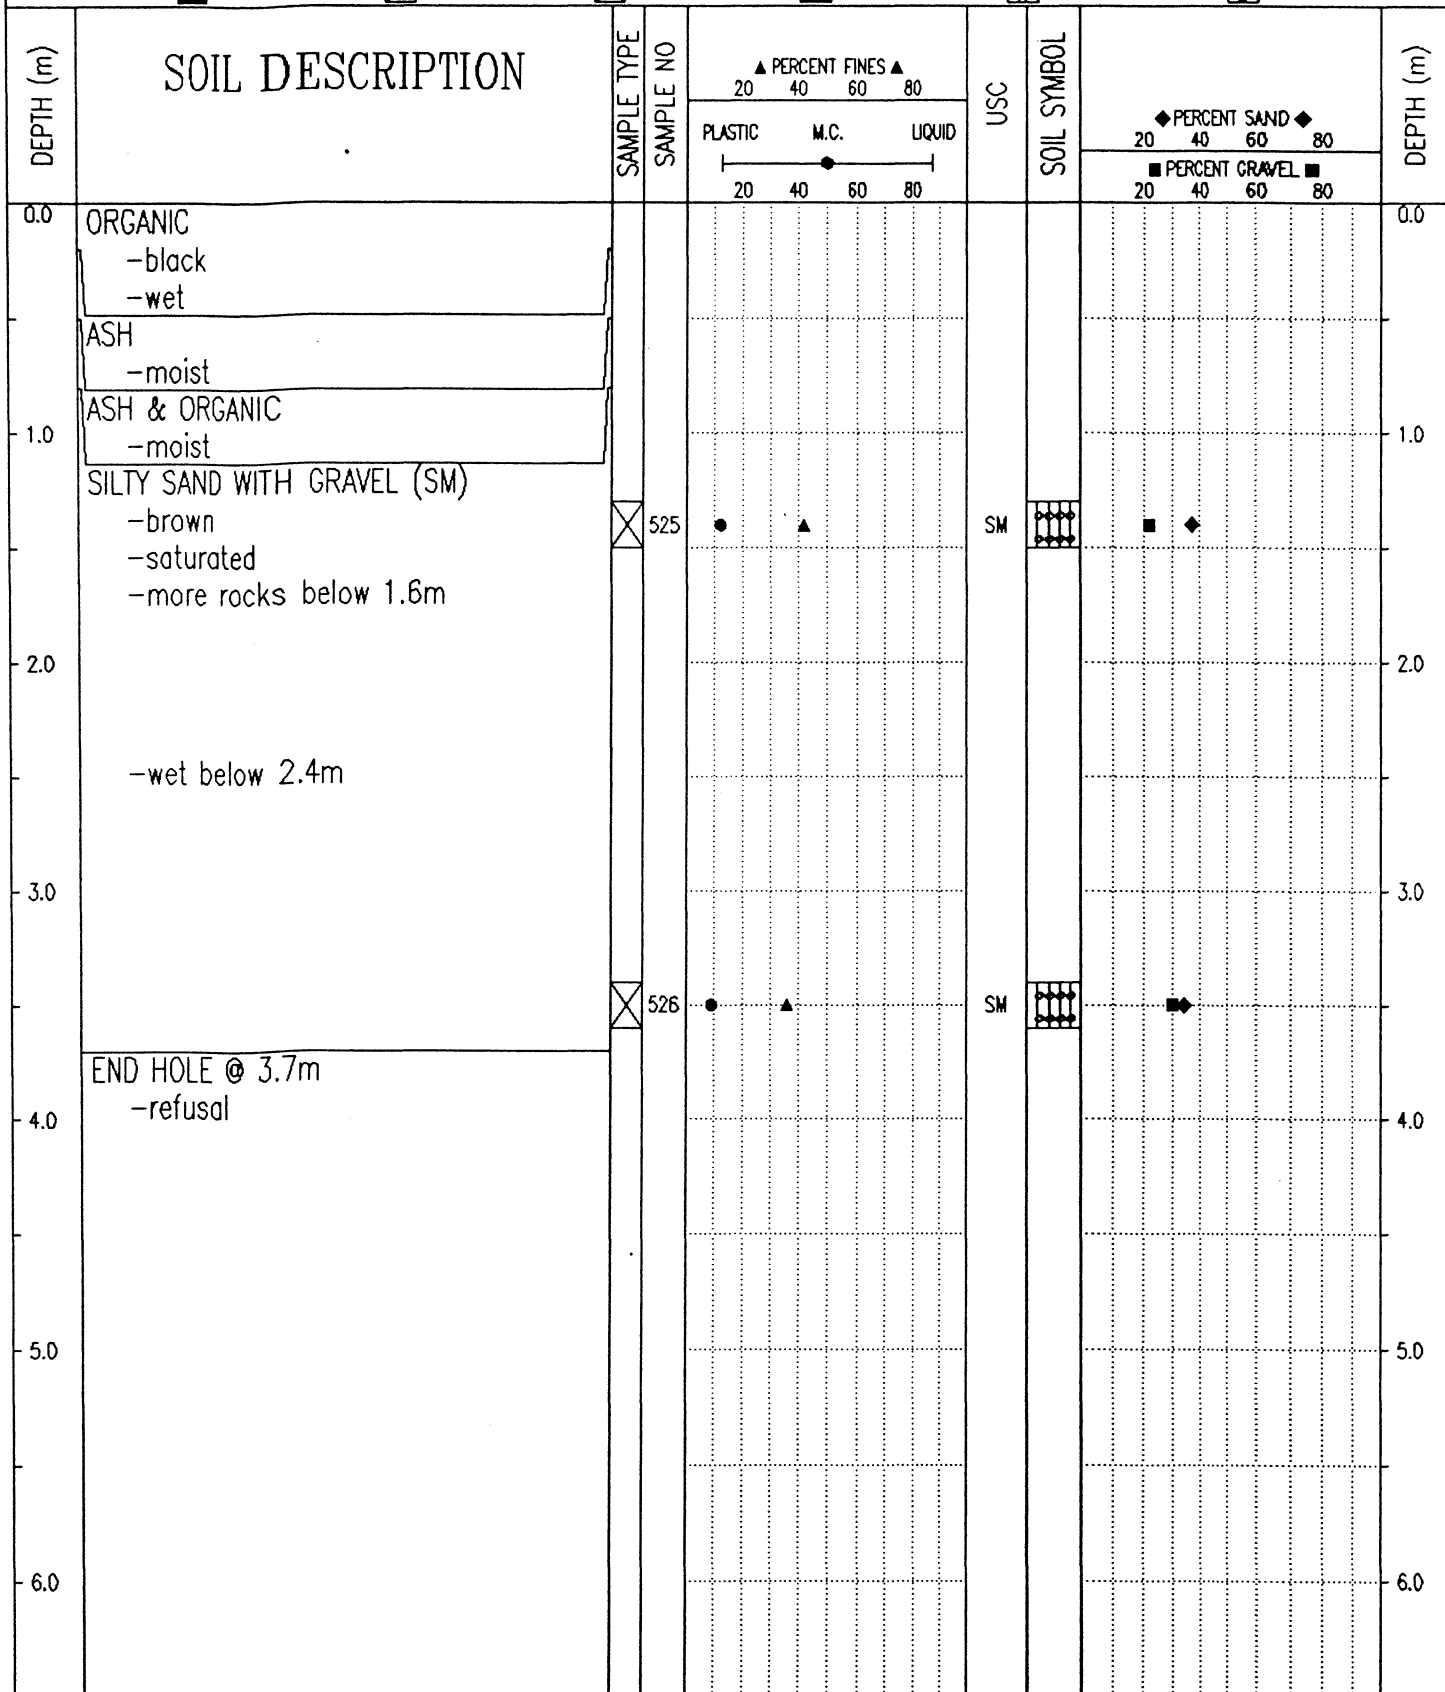 DEPTH (m)
SOIL DESCRIPTION
SAMPLE TYPE
SAMPLE NO
▲ PERCENT FINES ▲
20 40 60 80
PLASTIC M.C. LIQUID
20 40 60 80
USC
SOIL SYMBOL
◆PERCENT SAND◆
20 40 60 80
■PERCENT GRAVEL■
20 40 60 80
DEPTH (m)
0.0
ORGANIC
0.0
-black
-wet
ASH
-moist
ASH & ORGANIC
1.0
-moist
1.0
SILTY SAND WITH GRAVEL (SM)
-brown
525
SM
-saturated
-more rocks below 1.6m
2.0
2.0
-wet below 2.4m
3.0
3.0
526
SM
END HOLE @ 3.7m
-refusal
4.0
4.0
5.0
5.0
6.0
6.0